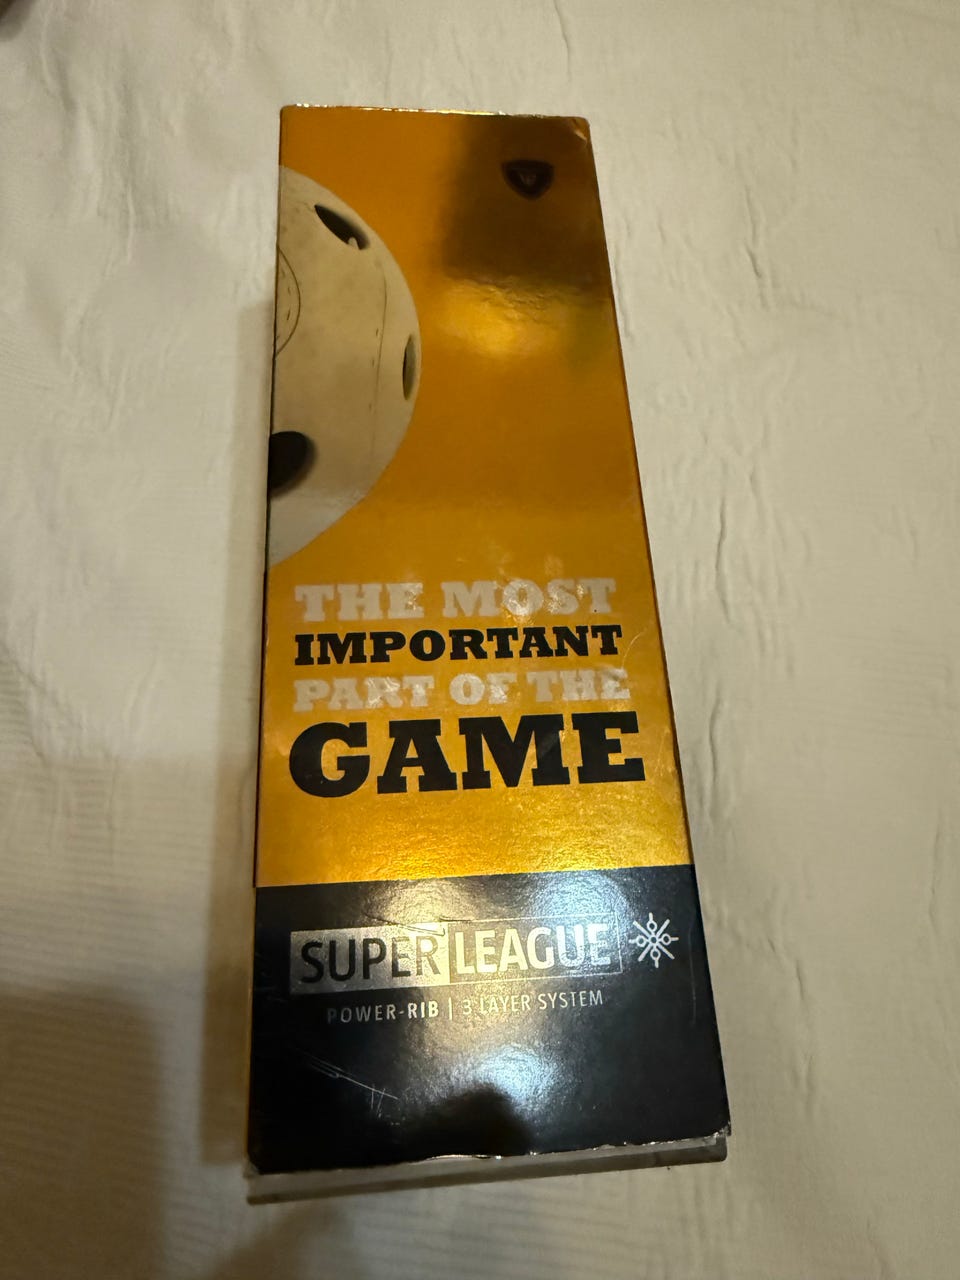 THE MOST
IMPORTANT
PART OF THE
GAME
SUPER LEAGUE
POWER-RIB | 3 LAYER SYSTEM